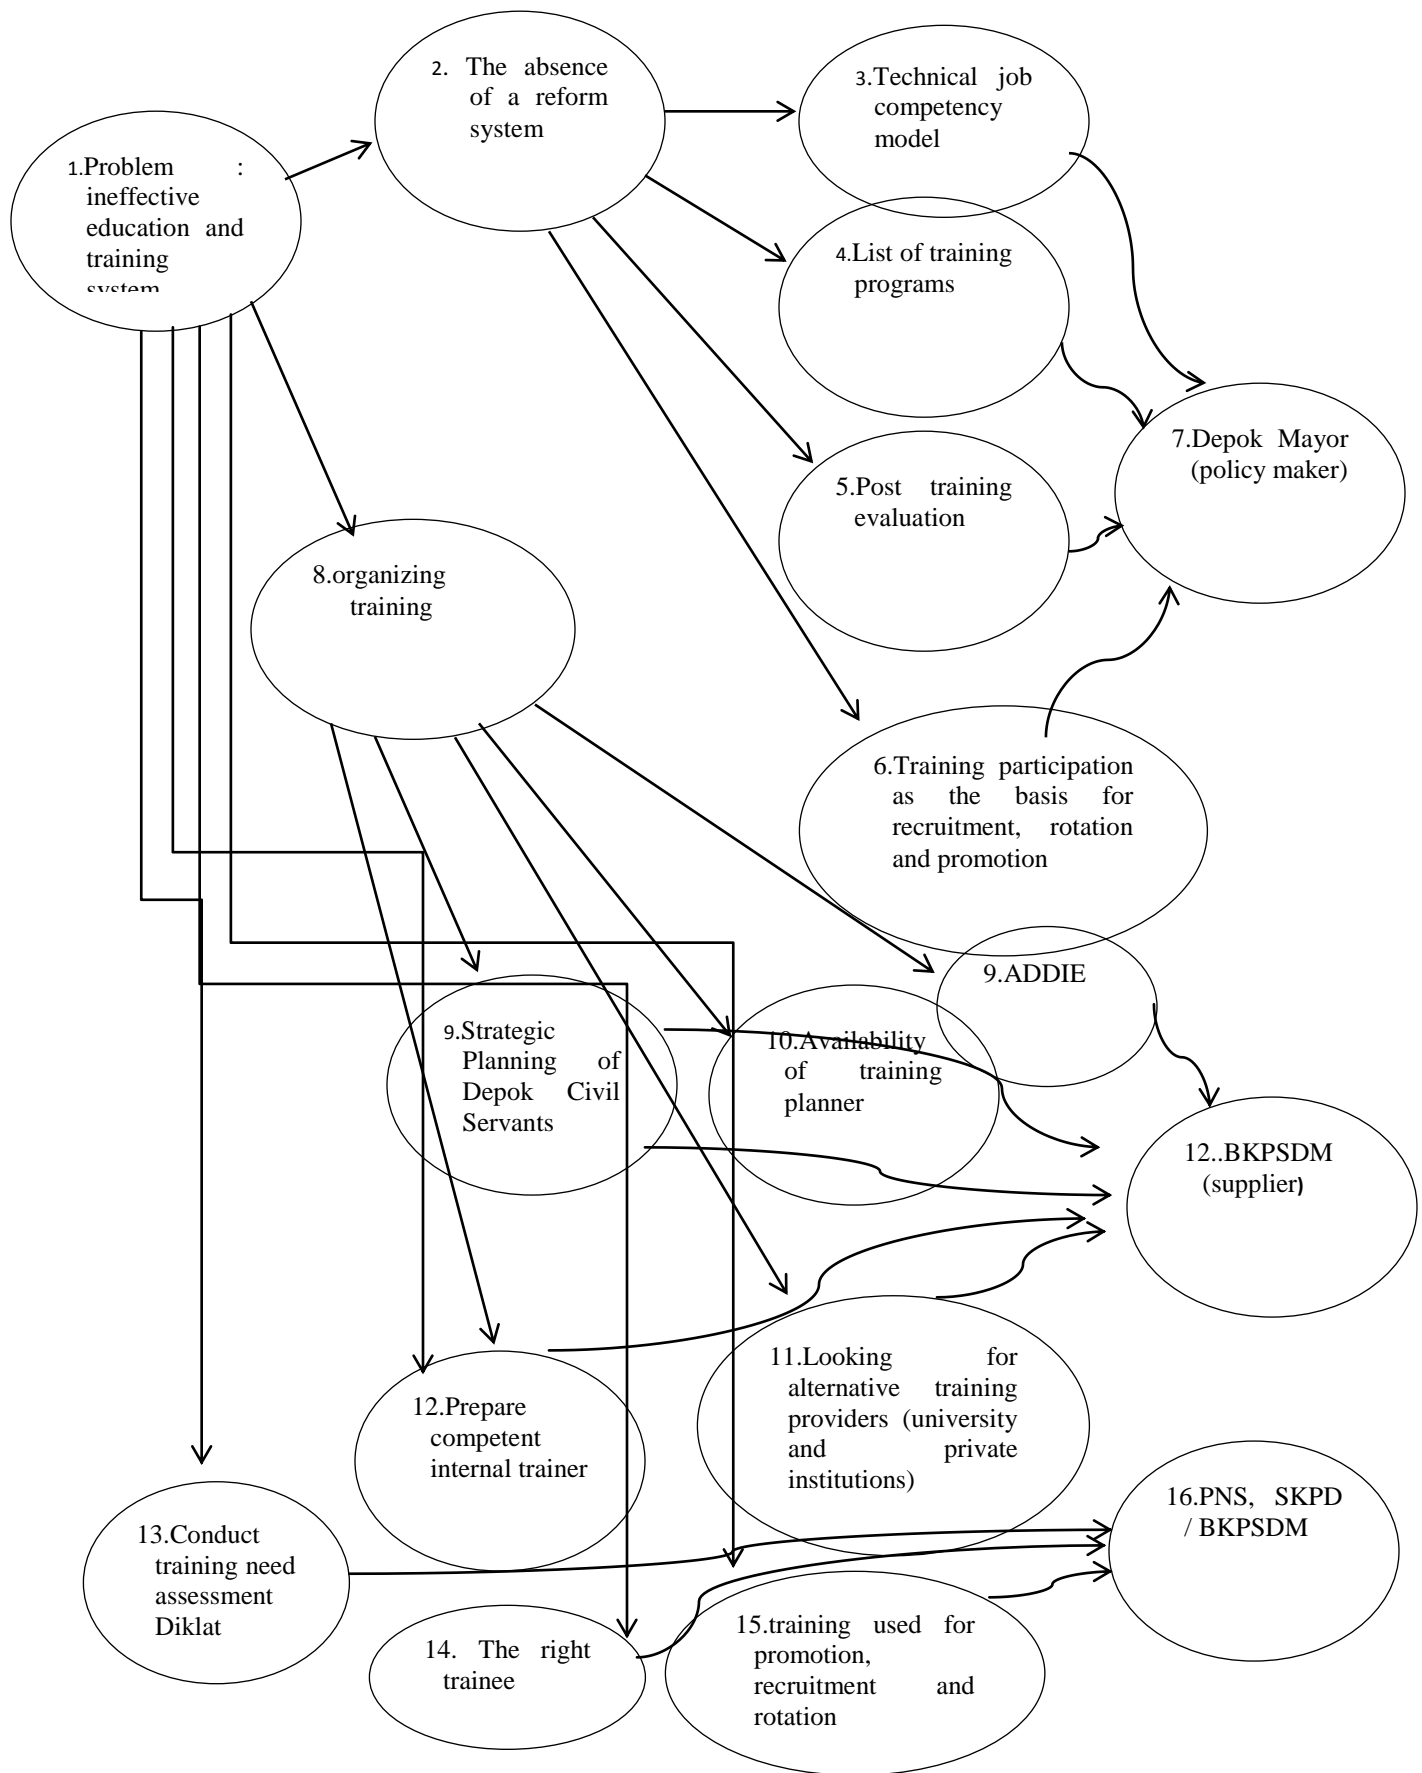 2. The absence
of a reform
system
3.Technical job
competency
model
1.Problem :
ineffective
education and
training
system
4.List of training
programs
7.Depok Mayor
(policy maker)
5.Post training
evaluation
8.organizing
training
6.Training participation
as the basis for
recruitment, rotation
and promotion
9.ADDIE
9.Strategic
Planning of
Depok Civil
Servants
10.Availability
of training
planner
12..BKPSDM
(supplier)
11.Looking for
alternative training
providers (university
and private
institutions)
12.Prepare
competent
internal trainer
16.PNS, SKPD
/ BKPSDM
13.Conduct
training need
assessment
Diklat
14. The right
trainee
15.training used for
promotion,
recruitment and
rotation